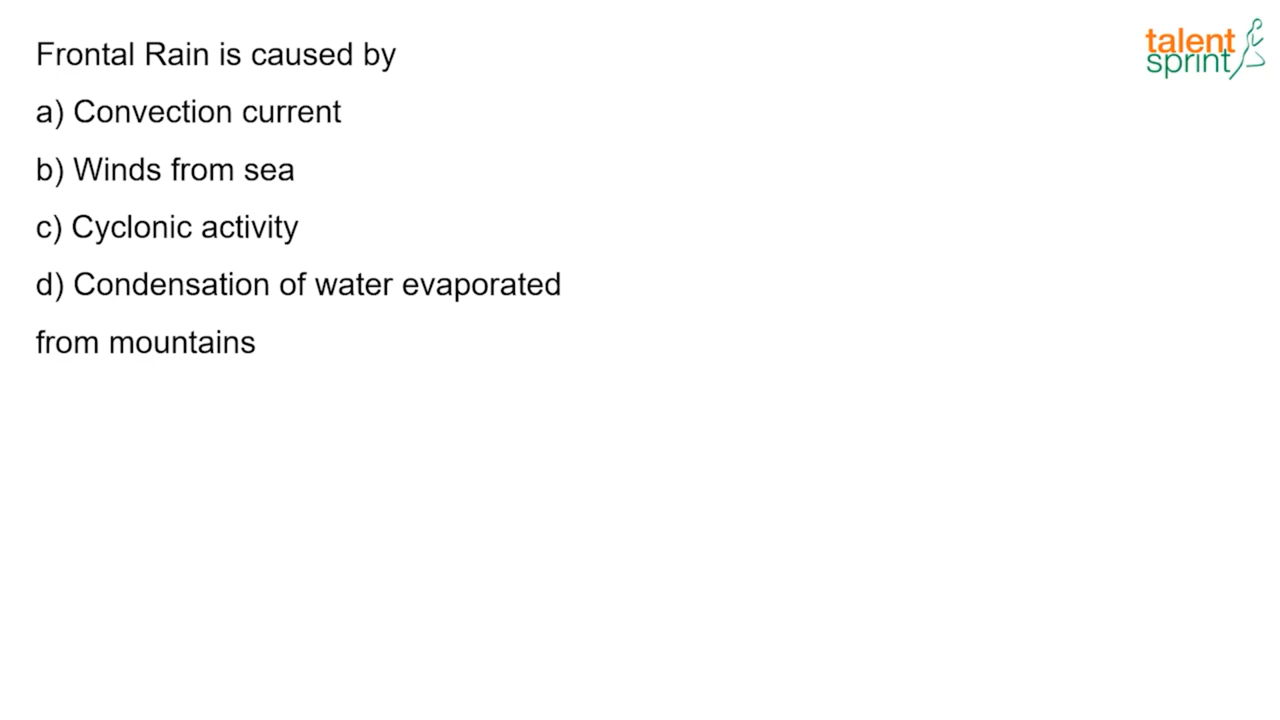 Frontal Rain is caused by
a) Convection current
b) Winds from sea
c) Cyclonic activity
d) Condensation of water evaporated
from mountains
talent
sprint